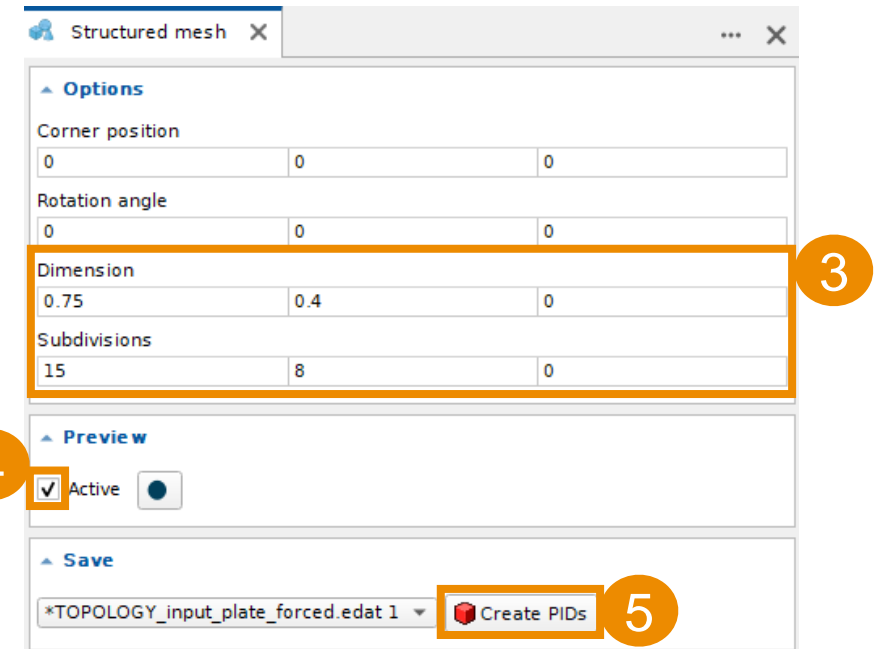 Structured mesh
Options
Corner position
0 0 0
Rotation angle
0 0 0
Dimension
3
0.75 0.4 0
Subdivisions
15 8 0
Preview
Active
Save
*TOPOLOGY_input_plate_forced.edat 1 Create PIDs 5